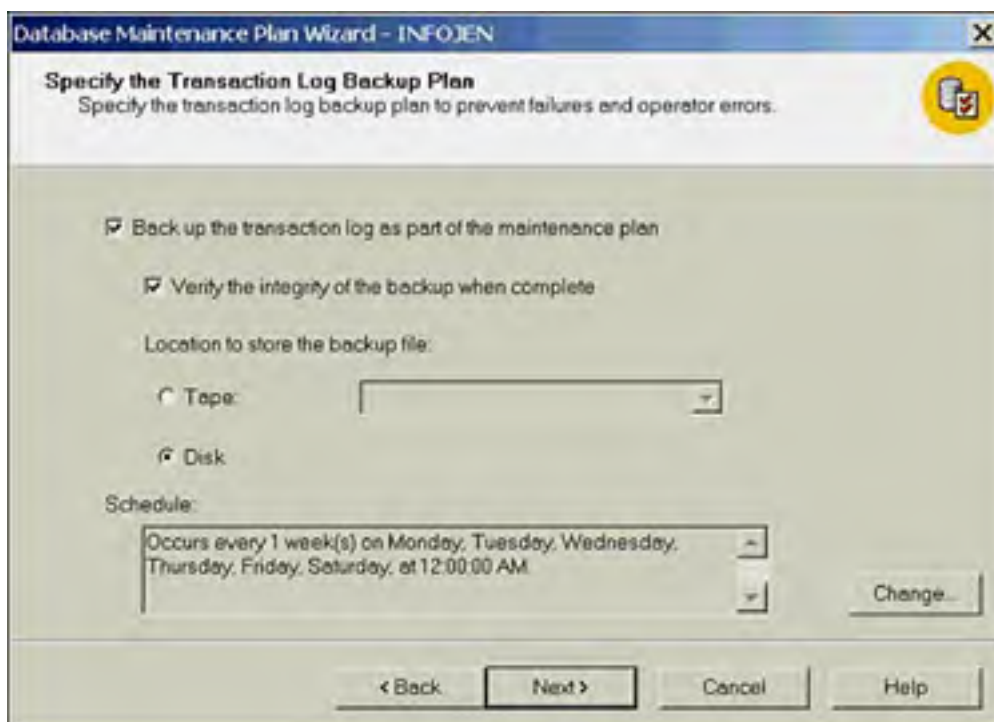 Database Maintenance Plan Wizard - INFOJEN
Specify the Transaction Log Backup Plan
Specify the transaction log backup plan to prevent failures and operator errors.
Back up the transaction log as part of the maintenance plan
Verify the integrity of the backup when complete
Location to store the backup file:
Tape:
Disk
Schedule:
Occurs every 1 week(s) on Monday, Tuesday, Wednesday,
Thursday, Friday, Saturday, at 12:00:00 AM
Change...
< Back Next > Cancel Help